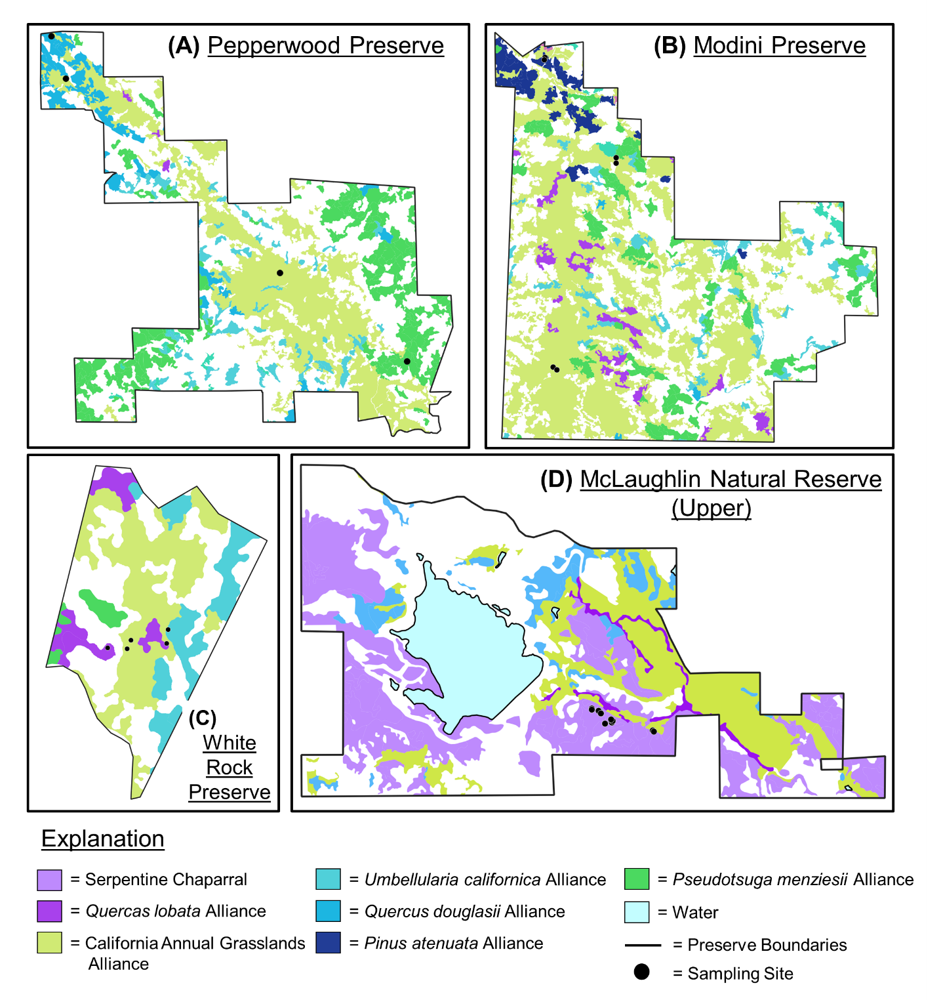 (A) Pepperwood Preserve
(B) Modini Preserve
(C)
White
Rock
Preserve
(D) McLaughlin Natural Reserve
(Upper)
Explanation
= Serpentine Chaparral
= Quercas lobata Alliance
= California Annual Grasslands
Alliance
= Umbellularia californica Alliance
= Quercus douglasii Alliance
= Pinus atenuata Alliance
= Pseudotsuga menziesii Alliance
= Water
= Preserve Boundaries
= Sampling Site